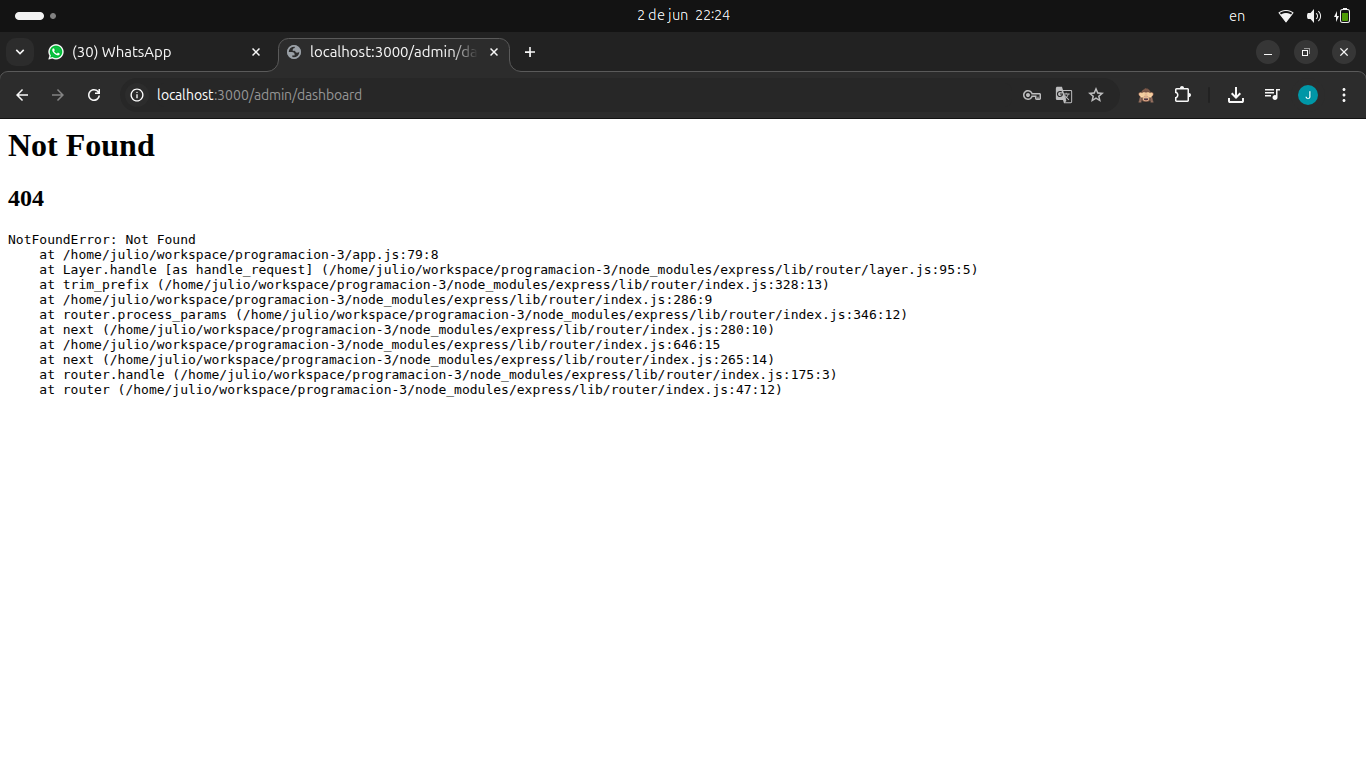 2 de jun 22:24
en
(30) WhatsApp
localhost:3000/admin/da
localhost:3000/admin/dashboard
J
Not Found
404
NotFoundError: Not Found
at /home/julio/workspace/programacion-3/app.js:79:8
at Layer.handle [as handle_request] (/home/julio/workspace/programacion-3/node_modules/express/lib/router/layer.js:95:5)
at trim_prefix (/home/julio/workspace/programacion-3/node_modules/express/lib/router/index.js:328:13)
at /home/julio/workspace/programacion-3/node_modules/express/lib/router/index.js:286:9
at router.process_params (/home/julio/workspace/programacion-3/node_modules/express/lib/router/index.js:346:12)
at next (/home/julio/workspace/programacion-3/node_modules/express/lib/router/index.js:280:10)
at /home/julio/workspace/programacion-3/node_modules/express/lib/router/index.js:646:15
at next (/home/julio/workspace/programacion-3/node_modules/express/lib/router/index.js:265:14)
at router.handle (/home/julio/workspace/programacion-3/node_modules/express/lib/router/index.js:175:3)
at router (/home/julio/workspace/programacion-3/node_modules/express/lib/router/index.js:47:12)